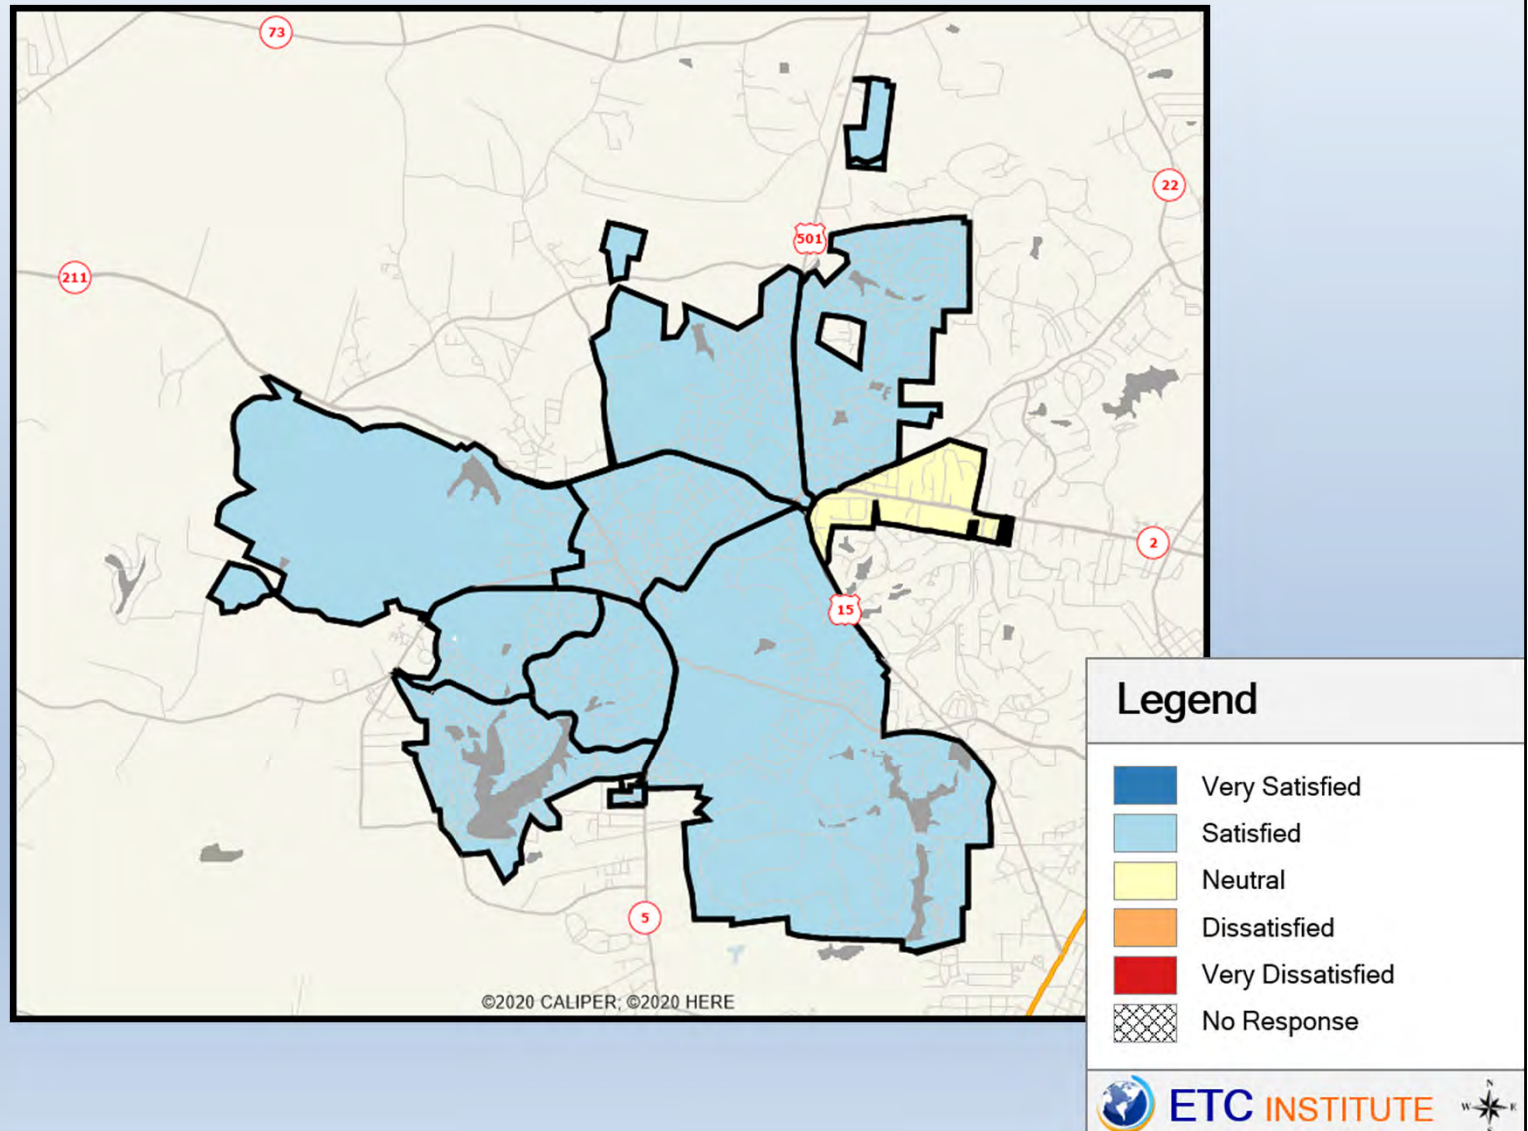 73
22
501
211
2
15
5
©2020 CALIPER; ©2020 HERE
Legend
Very Satisfied
Satisfied
Neutral
Dissatisfied
Very Dissatisfied
No Response
ETC INSTITUTE
N
W E
S